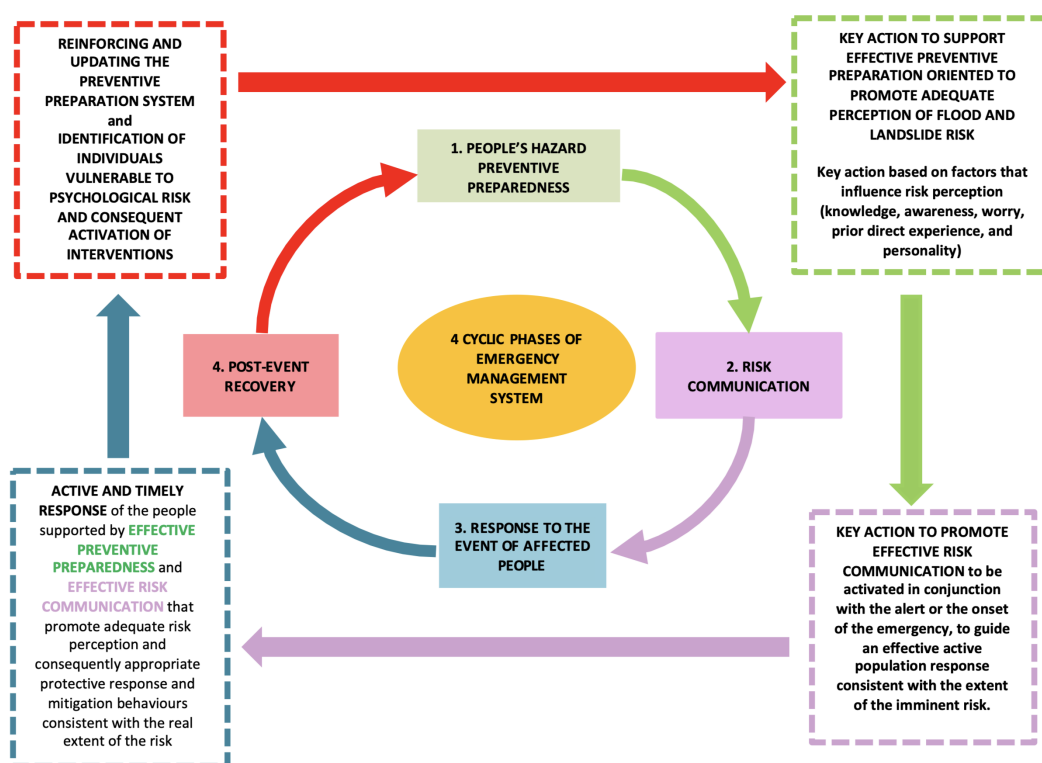 REINFORCING AND
UPDATING THE
PREVENTIVE
PREPARATION SYSTEM
and
IDENTIFICATION OF
INDIVIDUALS
VULNERABLE TO
PSYCHOLOGICAL RISK
AND CONSEQUENT
ACTIVATION OF
INTERVENTIONS
KEY ACTION TO SUPPORT
EFFECTIVE PREVENTIVE
PREPARATION ORIENTED TO
PROMOTE ADEQUATE
PERCEPTION OF FLOOD AND
LANDSLIDE RISK
Key action based on factors that
influence risk perception
(knowledge, awareness, worry,
prior direct experience, and
personality)
1. PEOPLE'S HAZARD
PREVENTIVE
PREPAREDNESS
4 CYCLIC PHASES OF
EMERGENCY
MANAGEMENT
SYSTEM
4. POST-EVENT
RECOVERY
2. RISK
COMMUNICATION
3. RESPONSE TO THE
EVENT OF AFFECTED
PEOPLE
ACTIVE AND TIMELY
RESPONSE of the people
supported by EFFECTIVE
PREVENTIVE
PREPAREDNESS and
EFFECTIVE RISK
COMMUNICATION that
promote adequate risk
perception and
consequently appropriate
protective response and
mitigation behaviours
consistent with the real
extent of the risk
KEY ACTION TO PROMOTE
EFFECTIVE RISK
COMMUNICATION to be
activated in conjunction
with the alert or the onset
of the emergency, to guide
an effective active
population response
consistent with the extent
of the imminent risk.